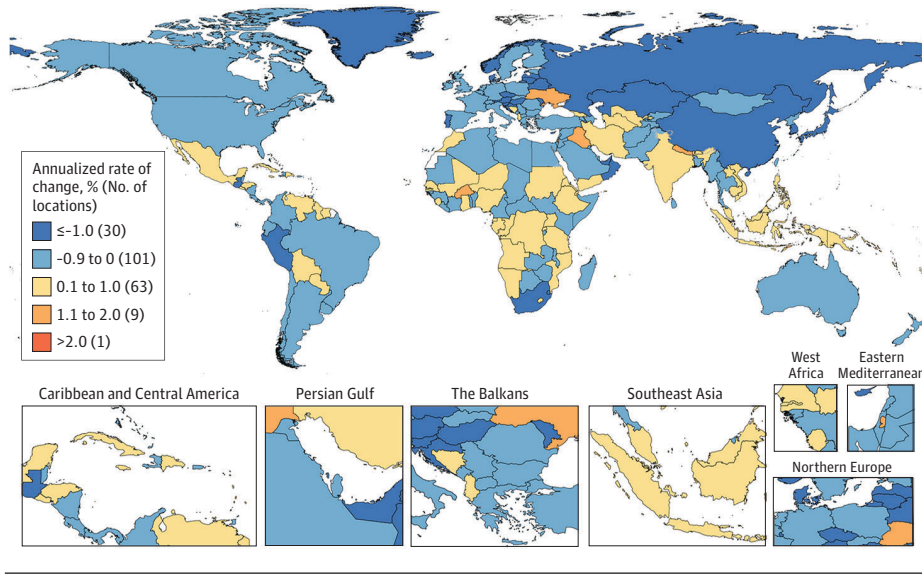 Annualized rate of
change, % (No. of
locations)
≤-1.0 (30)
-0.9 to 0 (101)
0.1 to 1.0 (63)
1.1 to 2.0 (9)
>2.0 (1)
Caribbean and Central America
Persian Gulf
The Balkans
Southeast Asia
West
Africa
Eastern
Mediterranean
Northern Europe